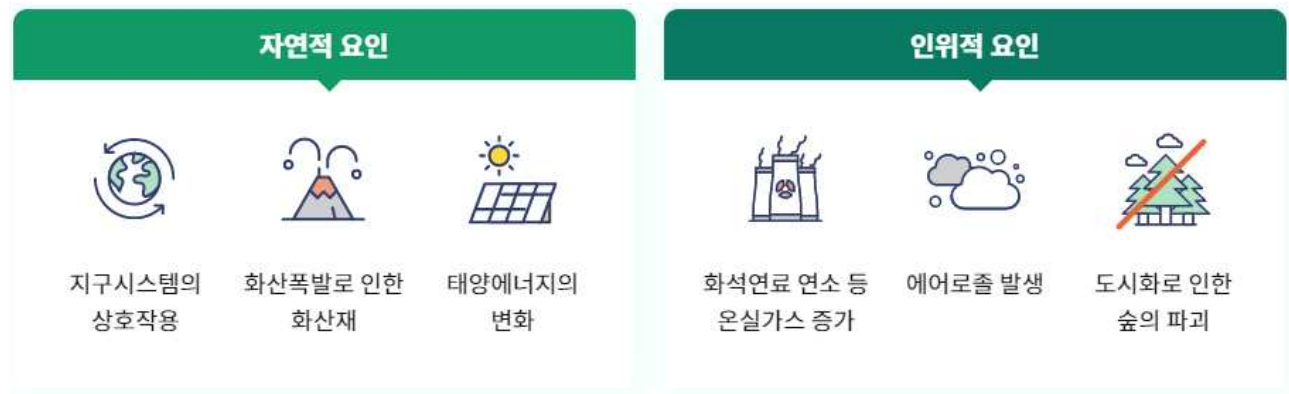 자연적 요인
지구시스템의
상호작용
화산폭발로 인한
화산재
태양에너지의
변화
인위적 요인
화석연료 연소 등
온실가스 증가
에어로졸 발생
도시화로 인한
숲의 파괴